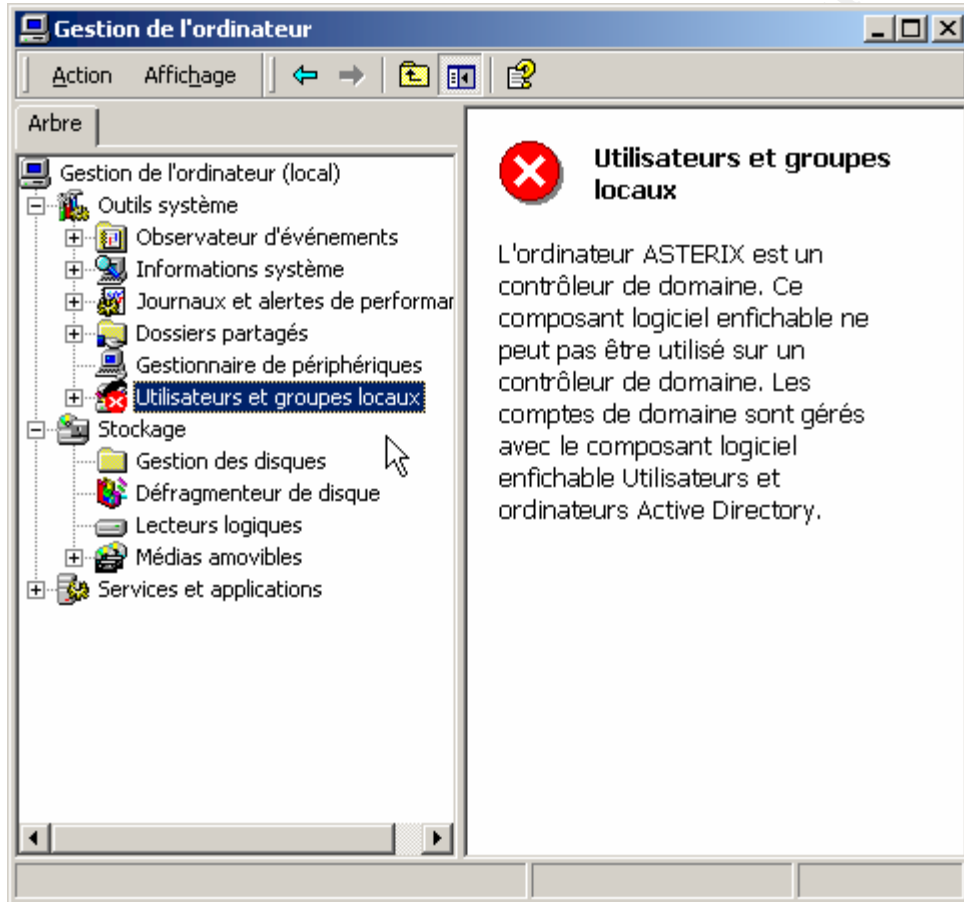 Gestion de l'ordinateur
Action Affichage
Arbre
Gestion de l'ordinateur (local)
Outils système
Observateur d'événements
Informations système
Journaux et alertes de performar
Dossiers partagés
Gestionnaire de périphériques
Utilisateurs et groupes locaux
Stockage
Gestion des disques
Défragmenteur de disque
Lecteurs logiques
Médias amovibles
Services et applications
Utilisateurs et groupes
locaux
L'ordinateur ASTERIX est un
contrôleur de domaine. Ce
composant logiciel enfichable ne
peut pas être utilisé sur un
contrôleur de domaine. Les
comptes de domaine sont gérés
avec le composant logiciel
enfichable Utilisateurs et
ordinateurs Active Directory.